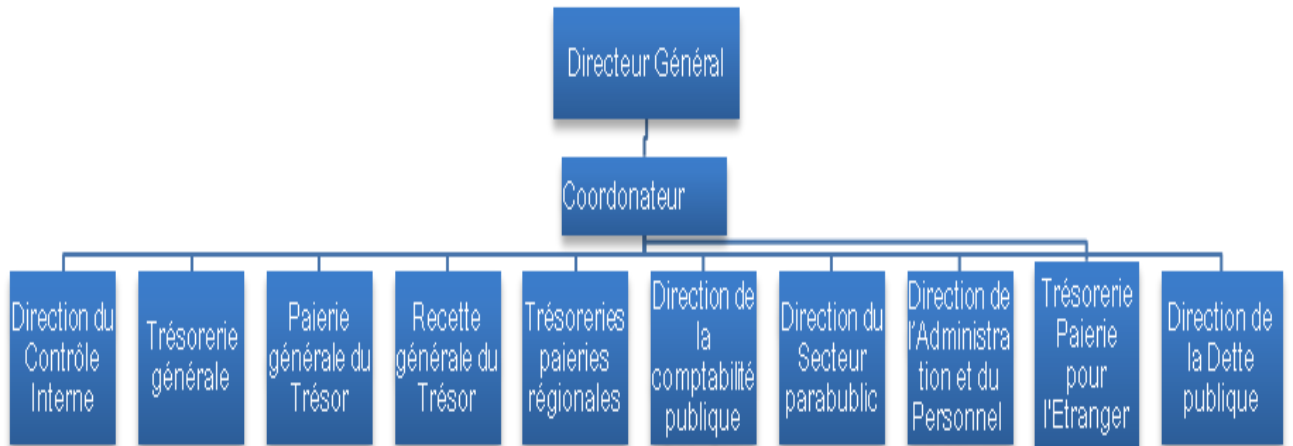 Directeur Général
Coordonateur
Direction du
Contrôle
Interne
Trésorerie
générale
Paierie
générale du
Trésor
Recette
générale du
Trésor
Trésoreries
paieries
régionales
Direction de
la
comptabilité
publique
Direction du
Secteur
parabublic
Direction de
l'Administra
tion et du
Personnel
Trésorerie
Paierie
pour
l'Etranger
Direction de
la Dette
publique